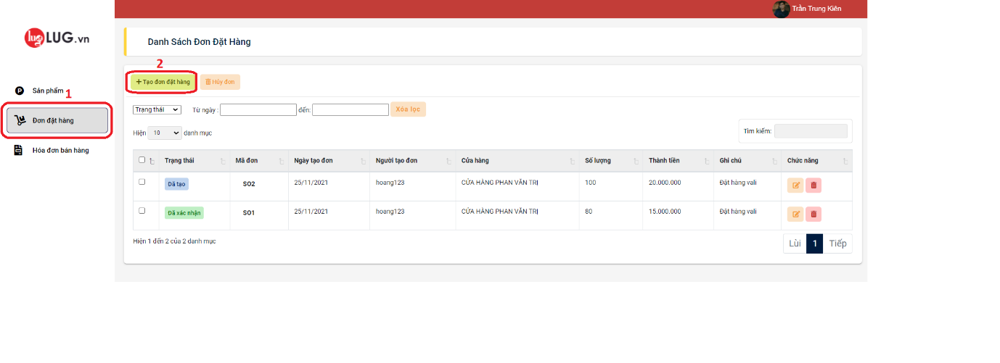 Trần Trung Kiên
lug LUG.vn
Danh Sách Đơn Đặt Hàng
2
Tạo đơn đặt hàng Hủy đơn
P Sản phẩm 1
Đơn đặt hàng
Hóa đơn bán hàng
Trạng thái Từ ngày : đến: Xóa lọc
Hiện 10 danh mục
Tìm kiếm:
Trạng thái Mã đơn Ngày tạo đơn Người tạo đơn Cửa hàng Số lượng Thành tiền Ghi chú Chức năng
Đã tạo SO2 25/11/2021 hoang123 CỬA HÀNG PHAN VĂN TRỊ 100 20.000.000 Đặt hàng vali
Đã xác nhận SO1 25/11/2021 hoang123 CỬA HÀNG PHAN VĂN TRỊ 80 15.000.000 Đặt hàng vali
Hiện 1 đến 2 của 2 danh mục
Lùi 1 Tiếp